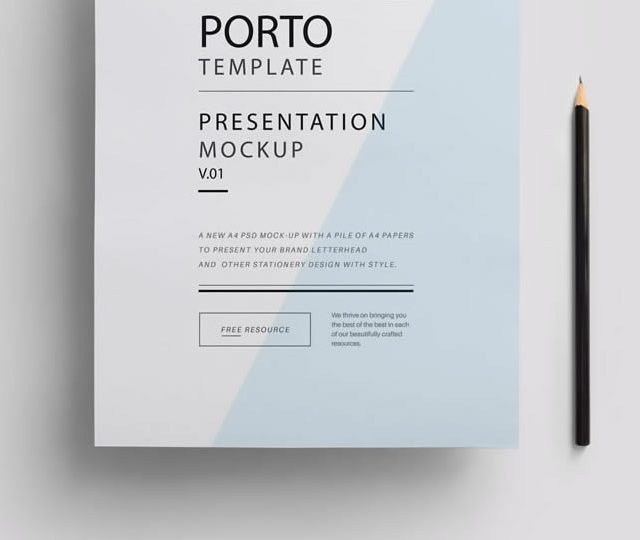 PORTO
TEMPLATE
PRESENTATION
MOCKUP
V.01
A NEW A4 PSD MOCK-UP WITH A PILE OF A4 PAPERS
TO PRESENT YOUR BRAND LETTERHEAD
AND OTHER STATIONERY DESIGN WITH STYLE.
FREE RESOURCE
We thrive on bringing you
the best of the best in each
of our beautifully crafted
resources.